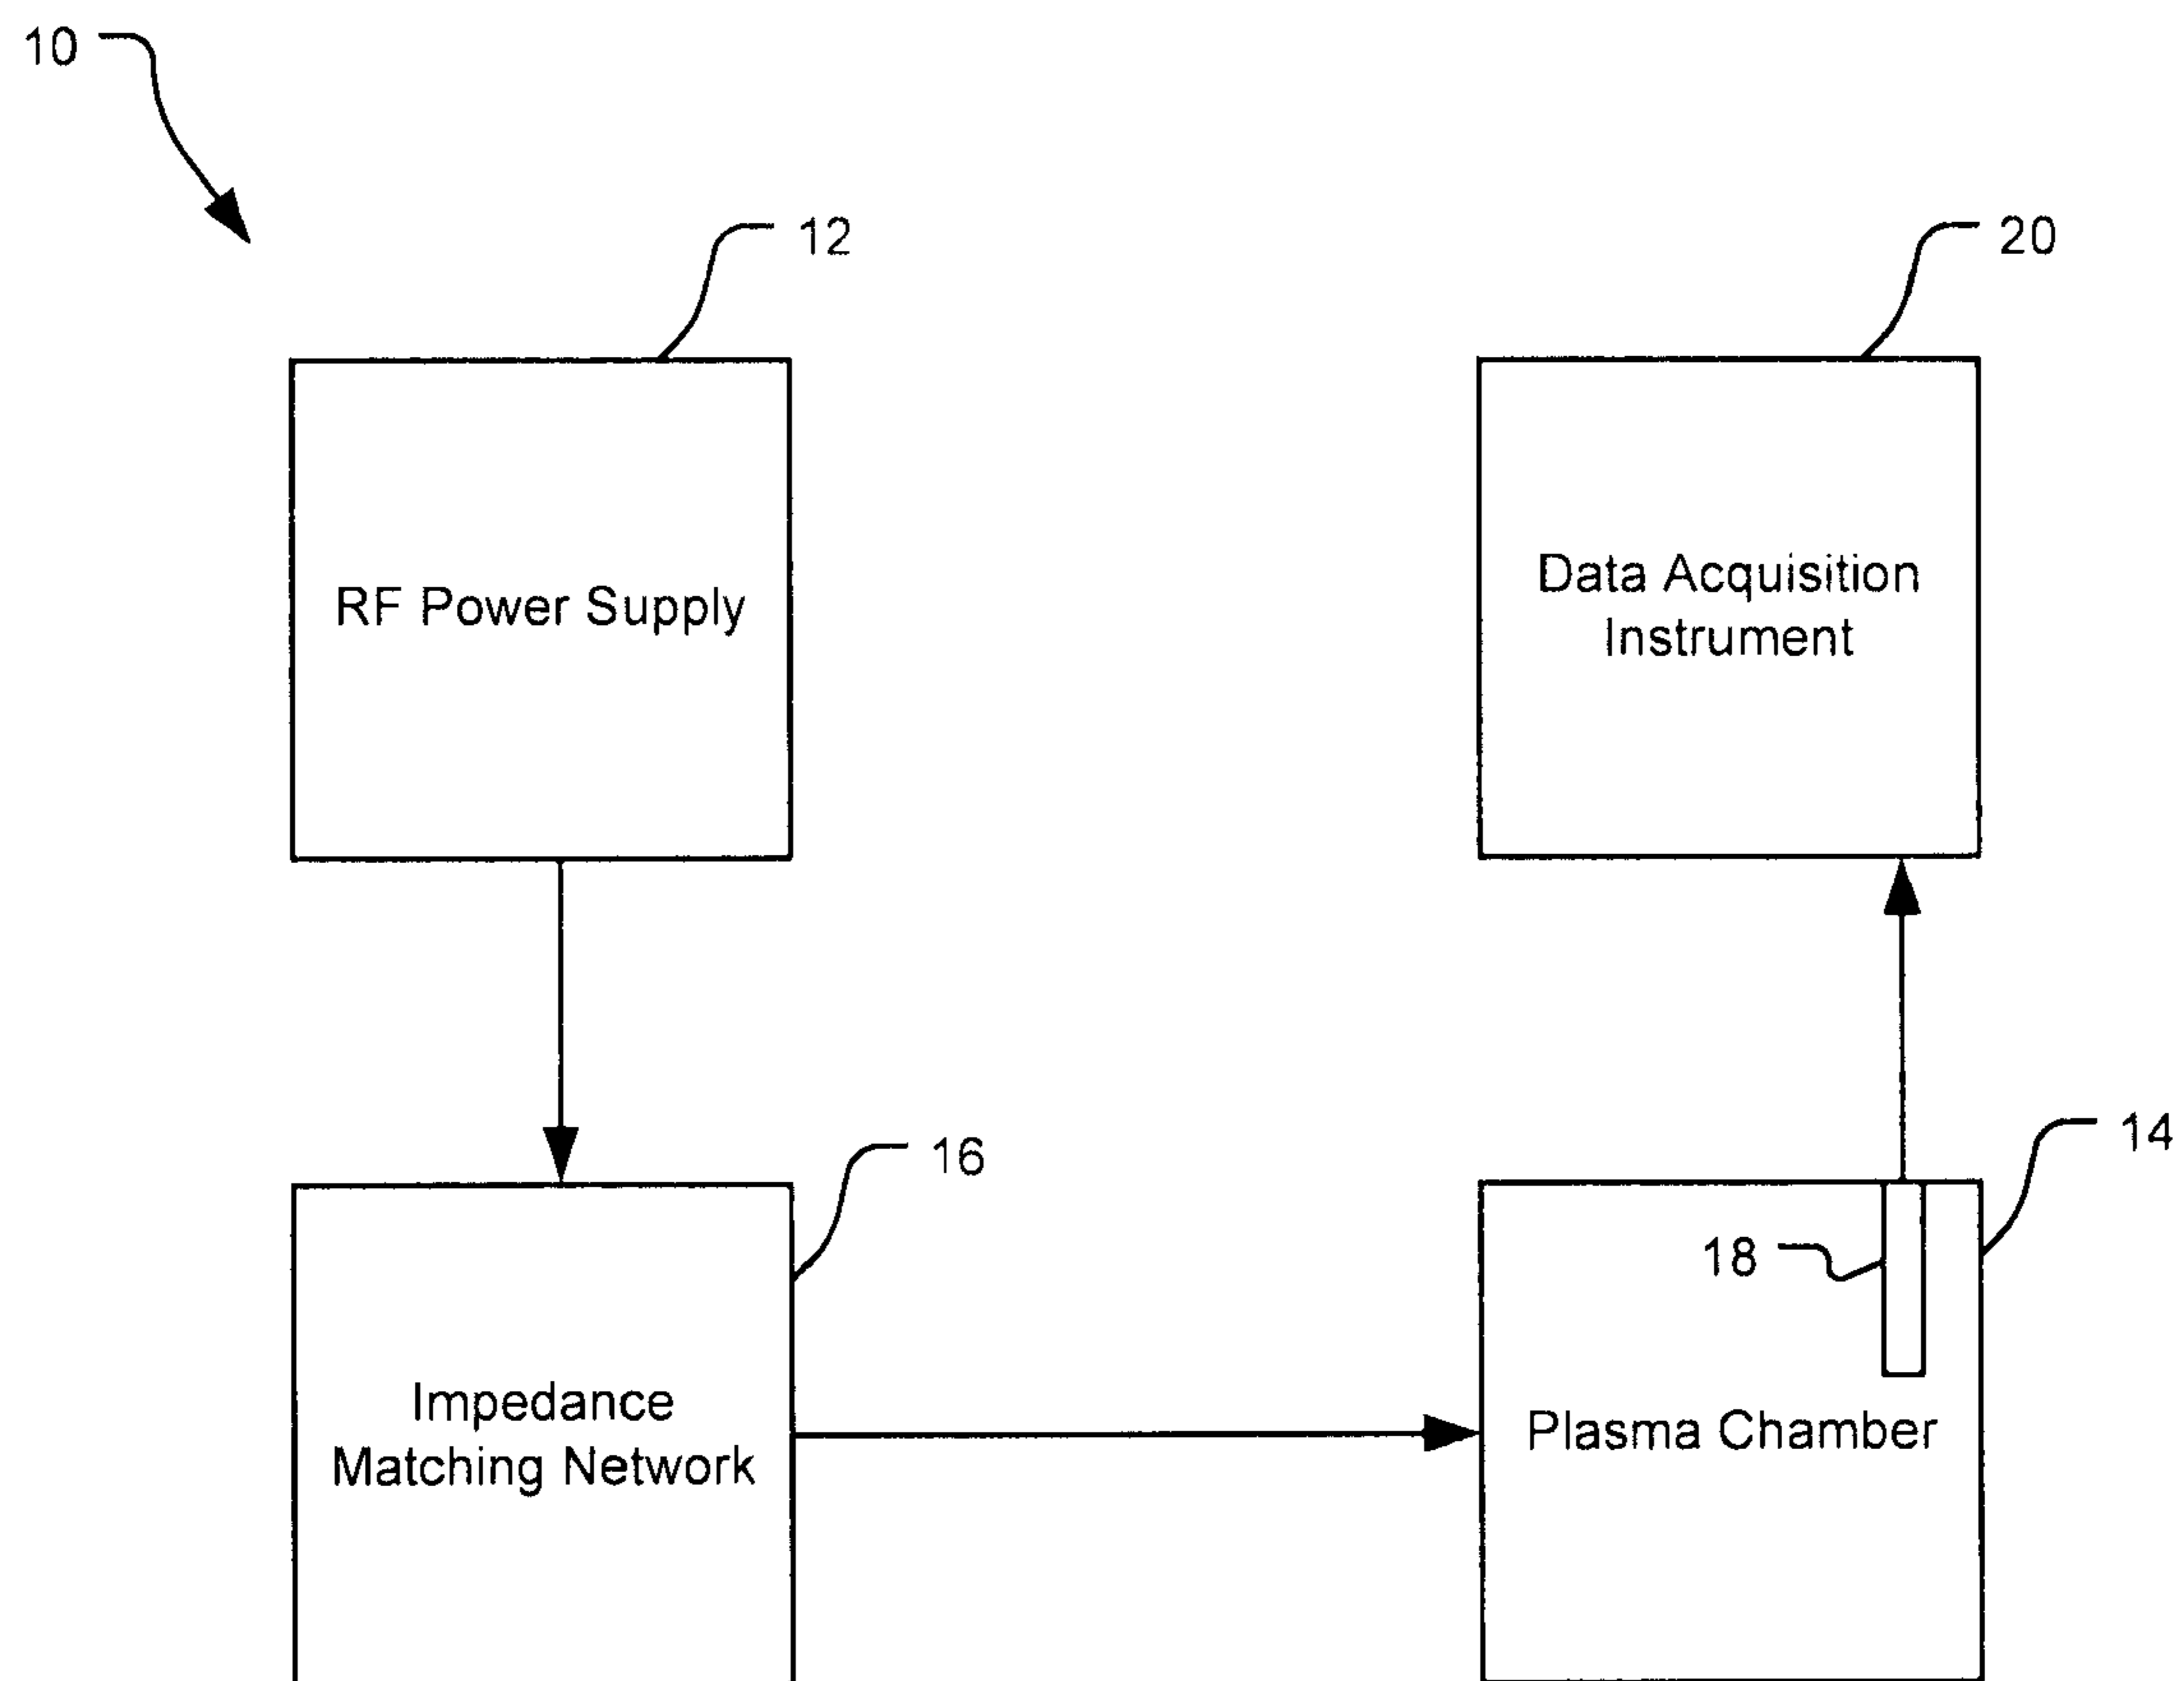 10
12
20
RF Power Supply
Data Acquisition
Instrument
16
14
18
Impedance
Matching Network
Plasma Chamber